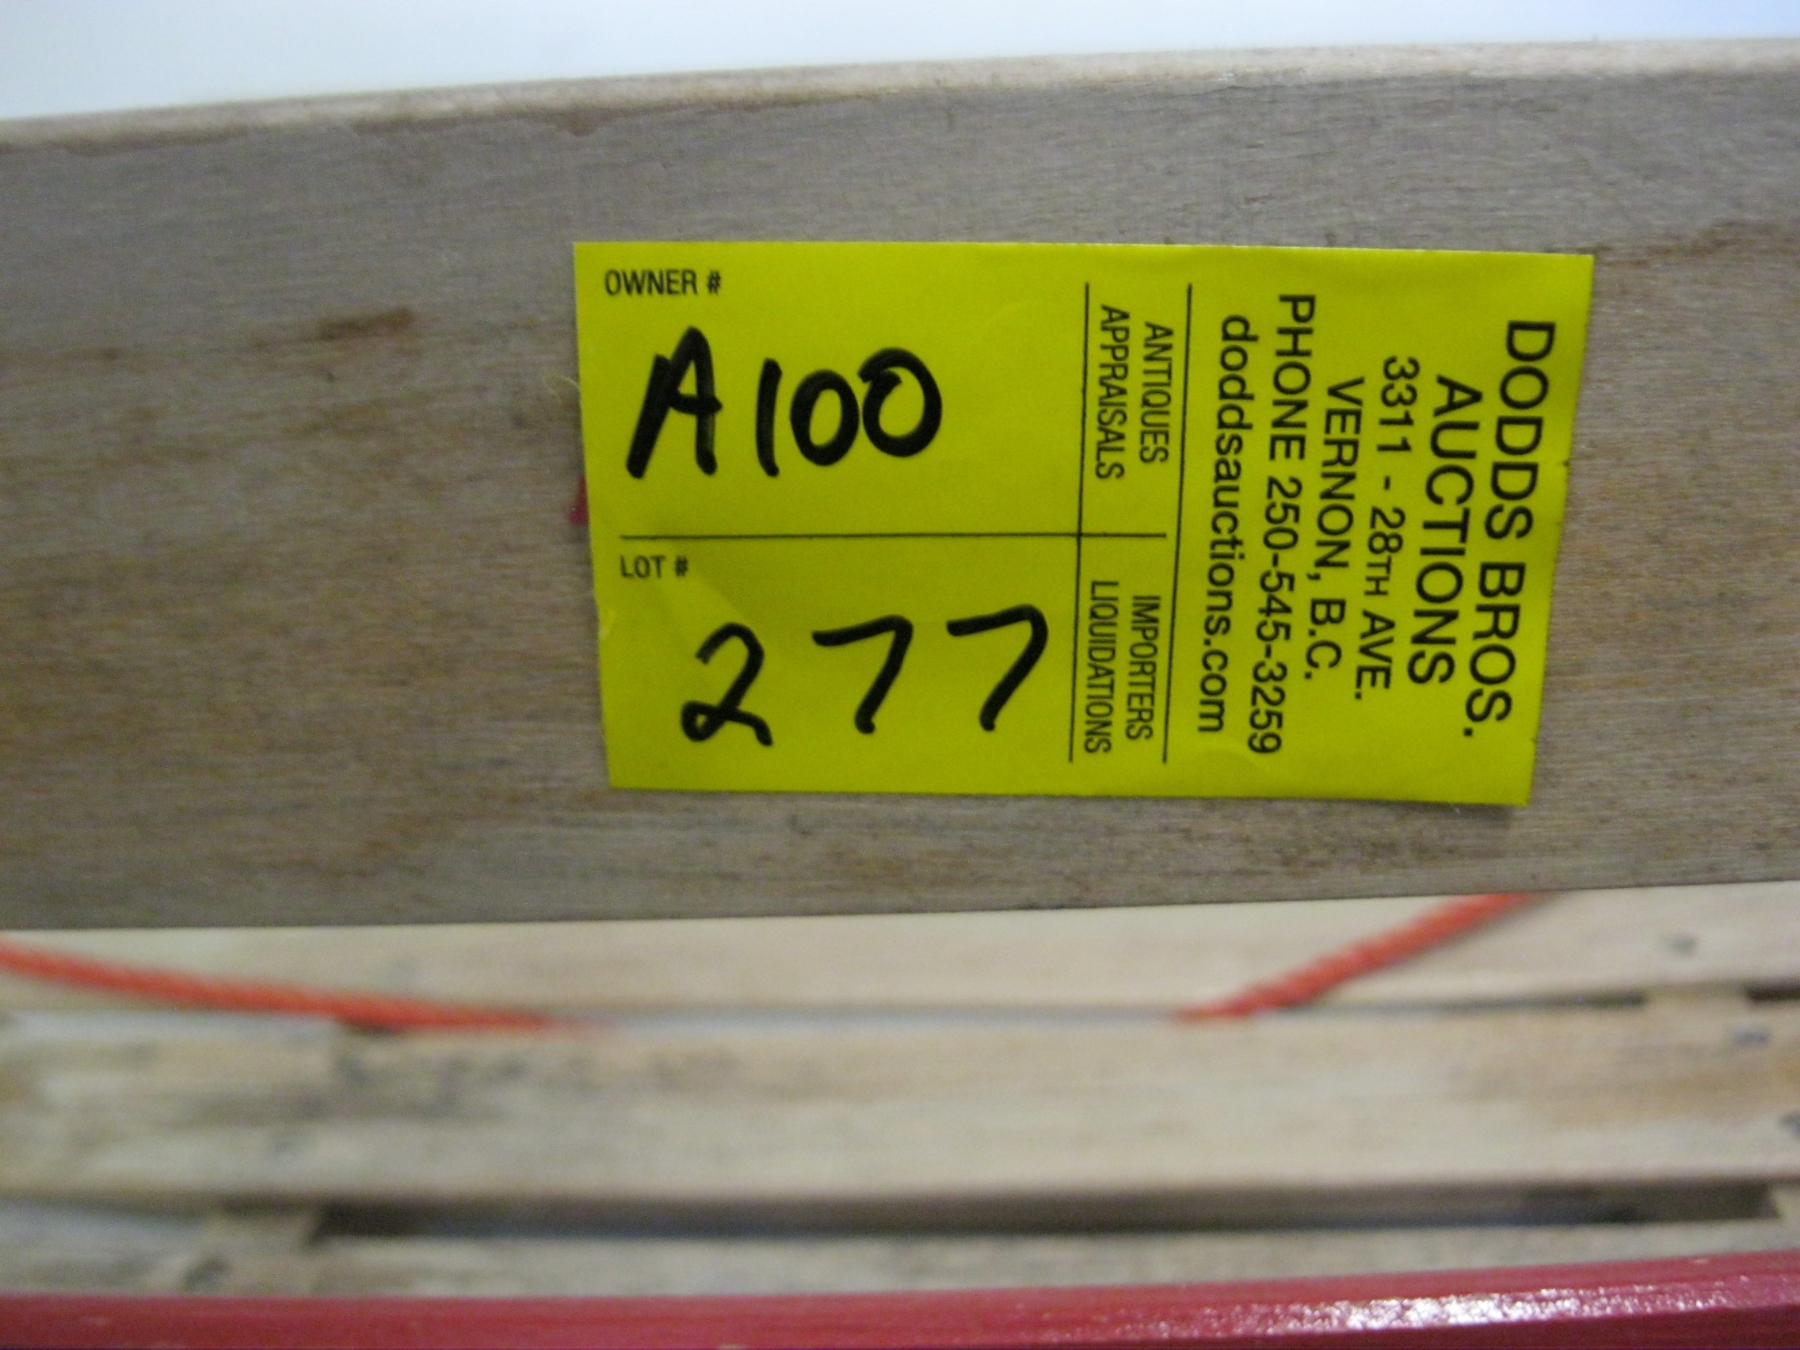 OWNER #
A100
LOT #
277
ANTIQUES
APPRAISALS
IMPORTERS
LIQUIDATIONS
DODDS BROS.
AUCTIONS
3311 - 28TH AVE.
VERNON, B.C.
PHONE 250-545-3259
doddsauctions.com